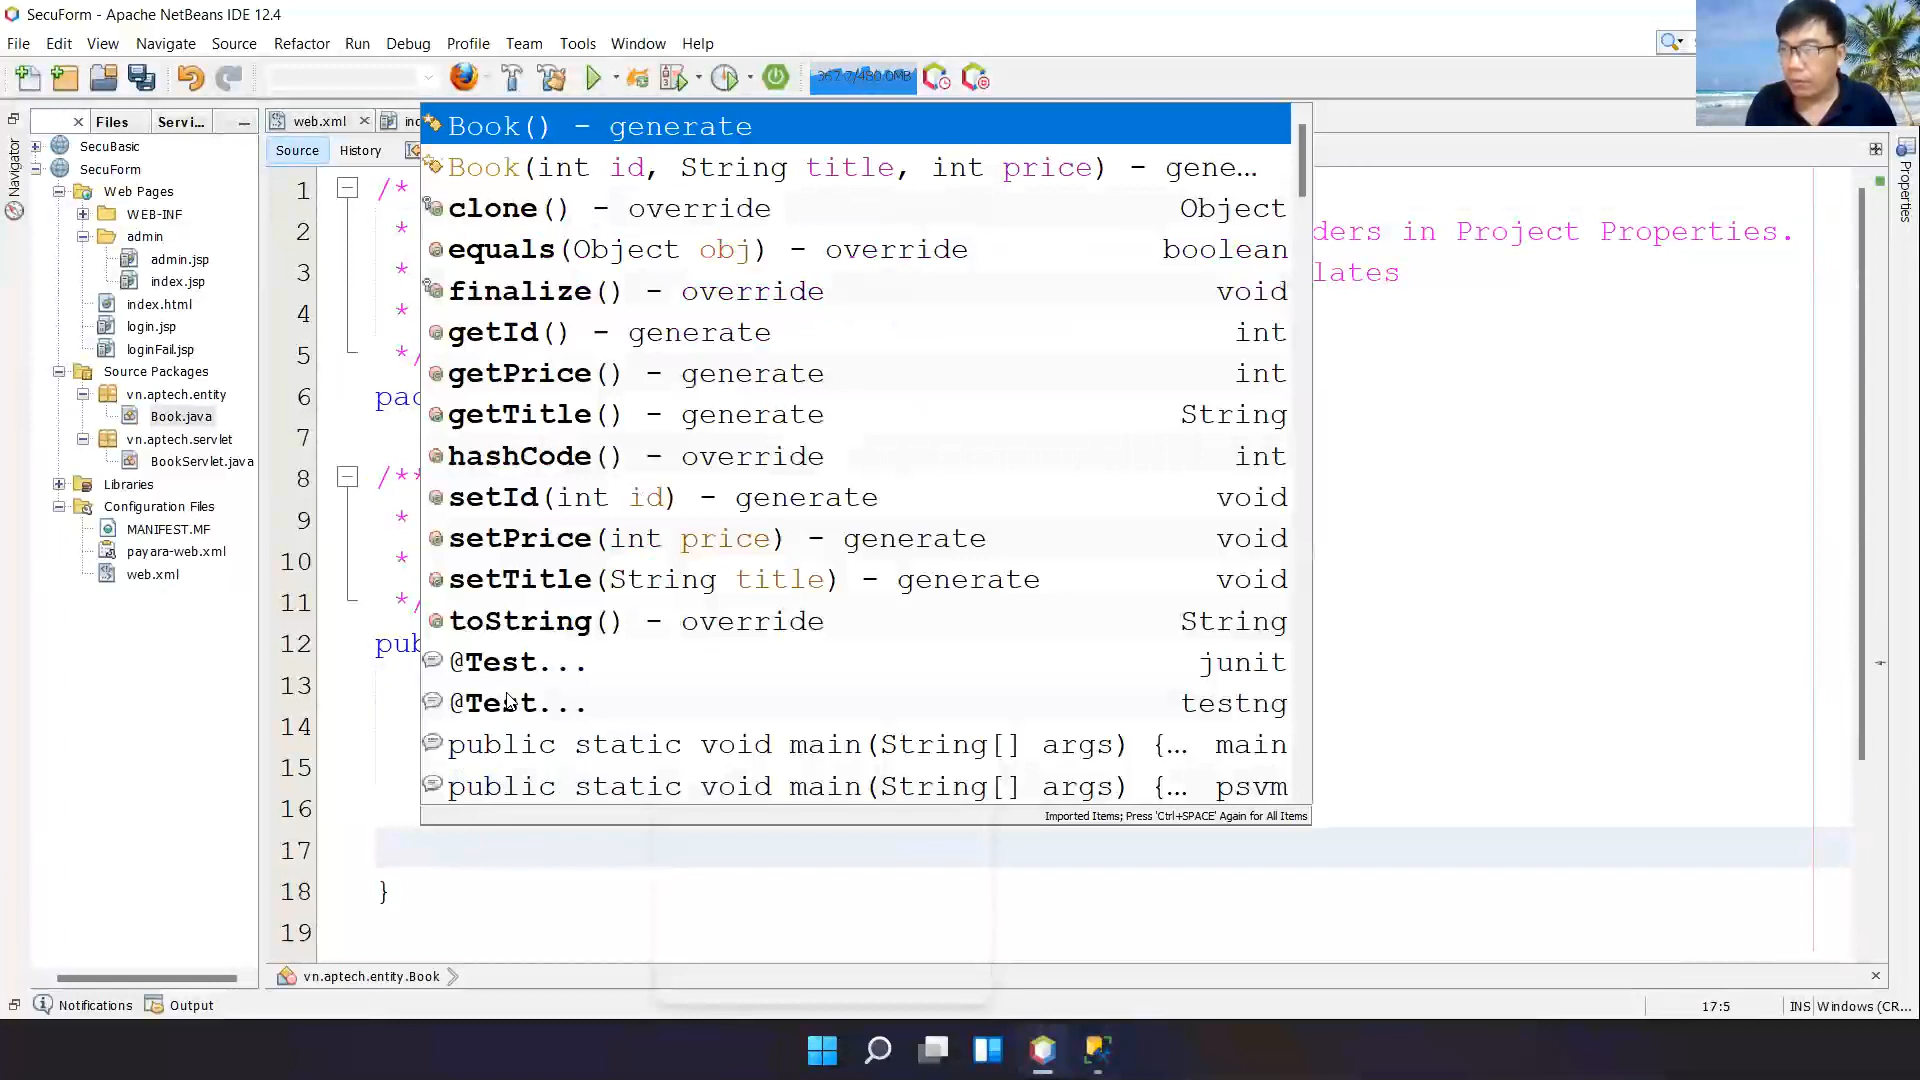 SecuForm - Apache NetBeans IDE 12.4
File Edit View Navigate Source Refactor Run Debug Profile Team Tools Window Help
367.7/480.0MB
Files Servi...
web.xml
Source History
Navigator
Properties
SecuBasic
SecuForm
Web Pages
WEB-INF
admin
admin.jsp
index.jsp
index.html
login.jsp
loginFail.jsp
Source Packages
vn.aptech.entity
Book.java
vn.aptech.servlet
BookServlet.java
Libraries
Configuration Files
MANIFEST.MF
payara-web.xml
web.xml
1 /*
2 * ders in Project Properties.
3 * lates
4 *
5 */
6 pac
7
8 /**
9 *
10 *
11 */
12 pub
13
14
15
16
17
18 }
19
Book() - generate
Book(int id, String title, int price) - gene...
clone() - override Object
equals(Object obj) - override boolean
finalize() - override void
getId() - generate int
getPrice() - generate int
getTitle() - generate String
hashCode() - override int
setId(int id) - generate void
setPrice(int price) - generate void
setTitle(String title) - generate void
toString() - override String
@Test... junit
@Test... testng
public static void main(String[] args) {... main
public static void main(String[] args) {... psvm
Imported Items; Press 'Ctrl+SPACE' Again for All Items
vn.aptech.entity.Book
Notifications Output
17:5 INS Windows (CR...